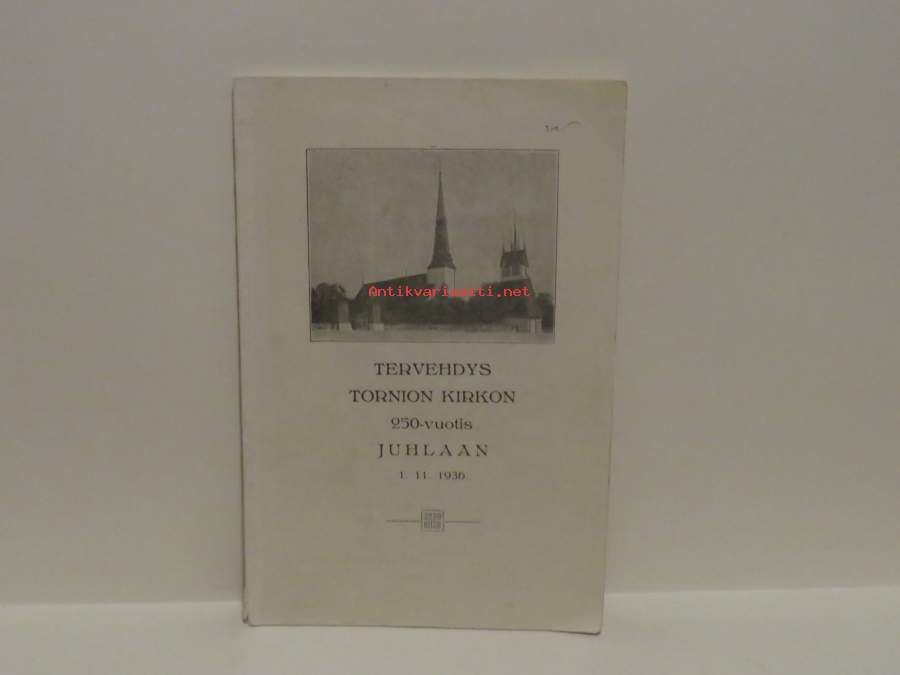 Antikvariaatti.net
TERVEHDYS
TORNION KIRKON
250-vuotis
JUHLAAN
1. 11. 1936.